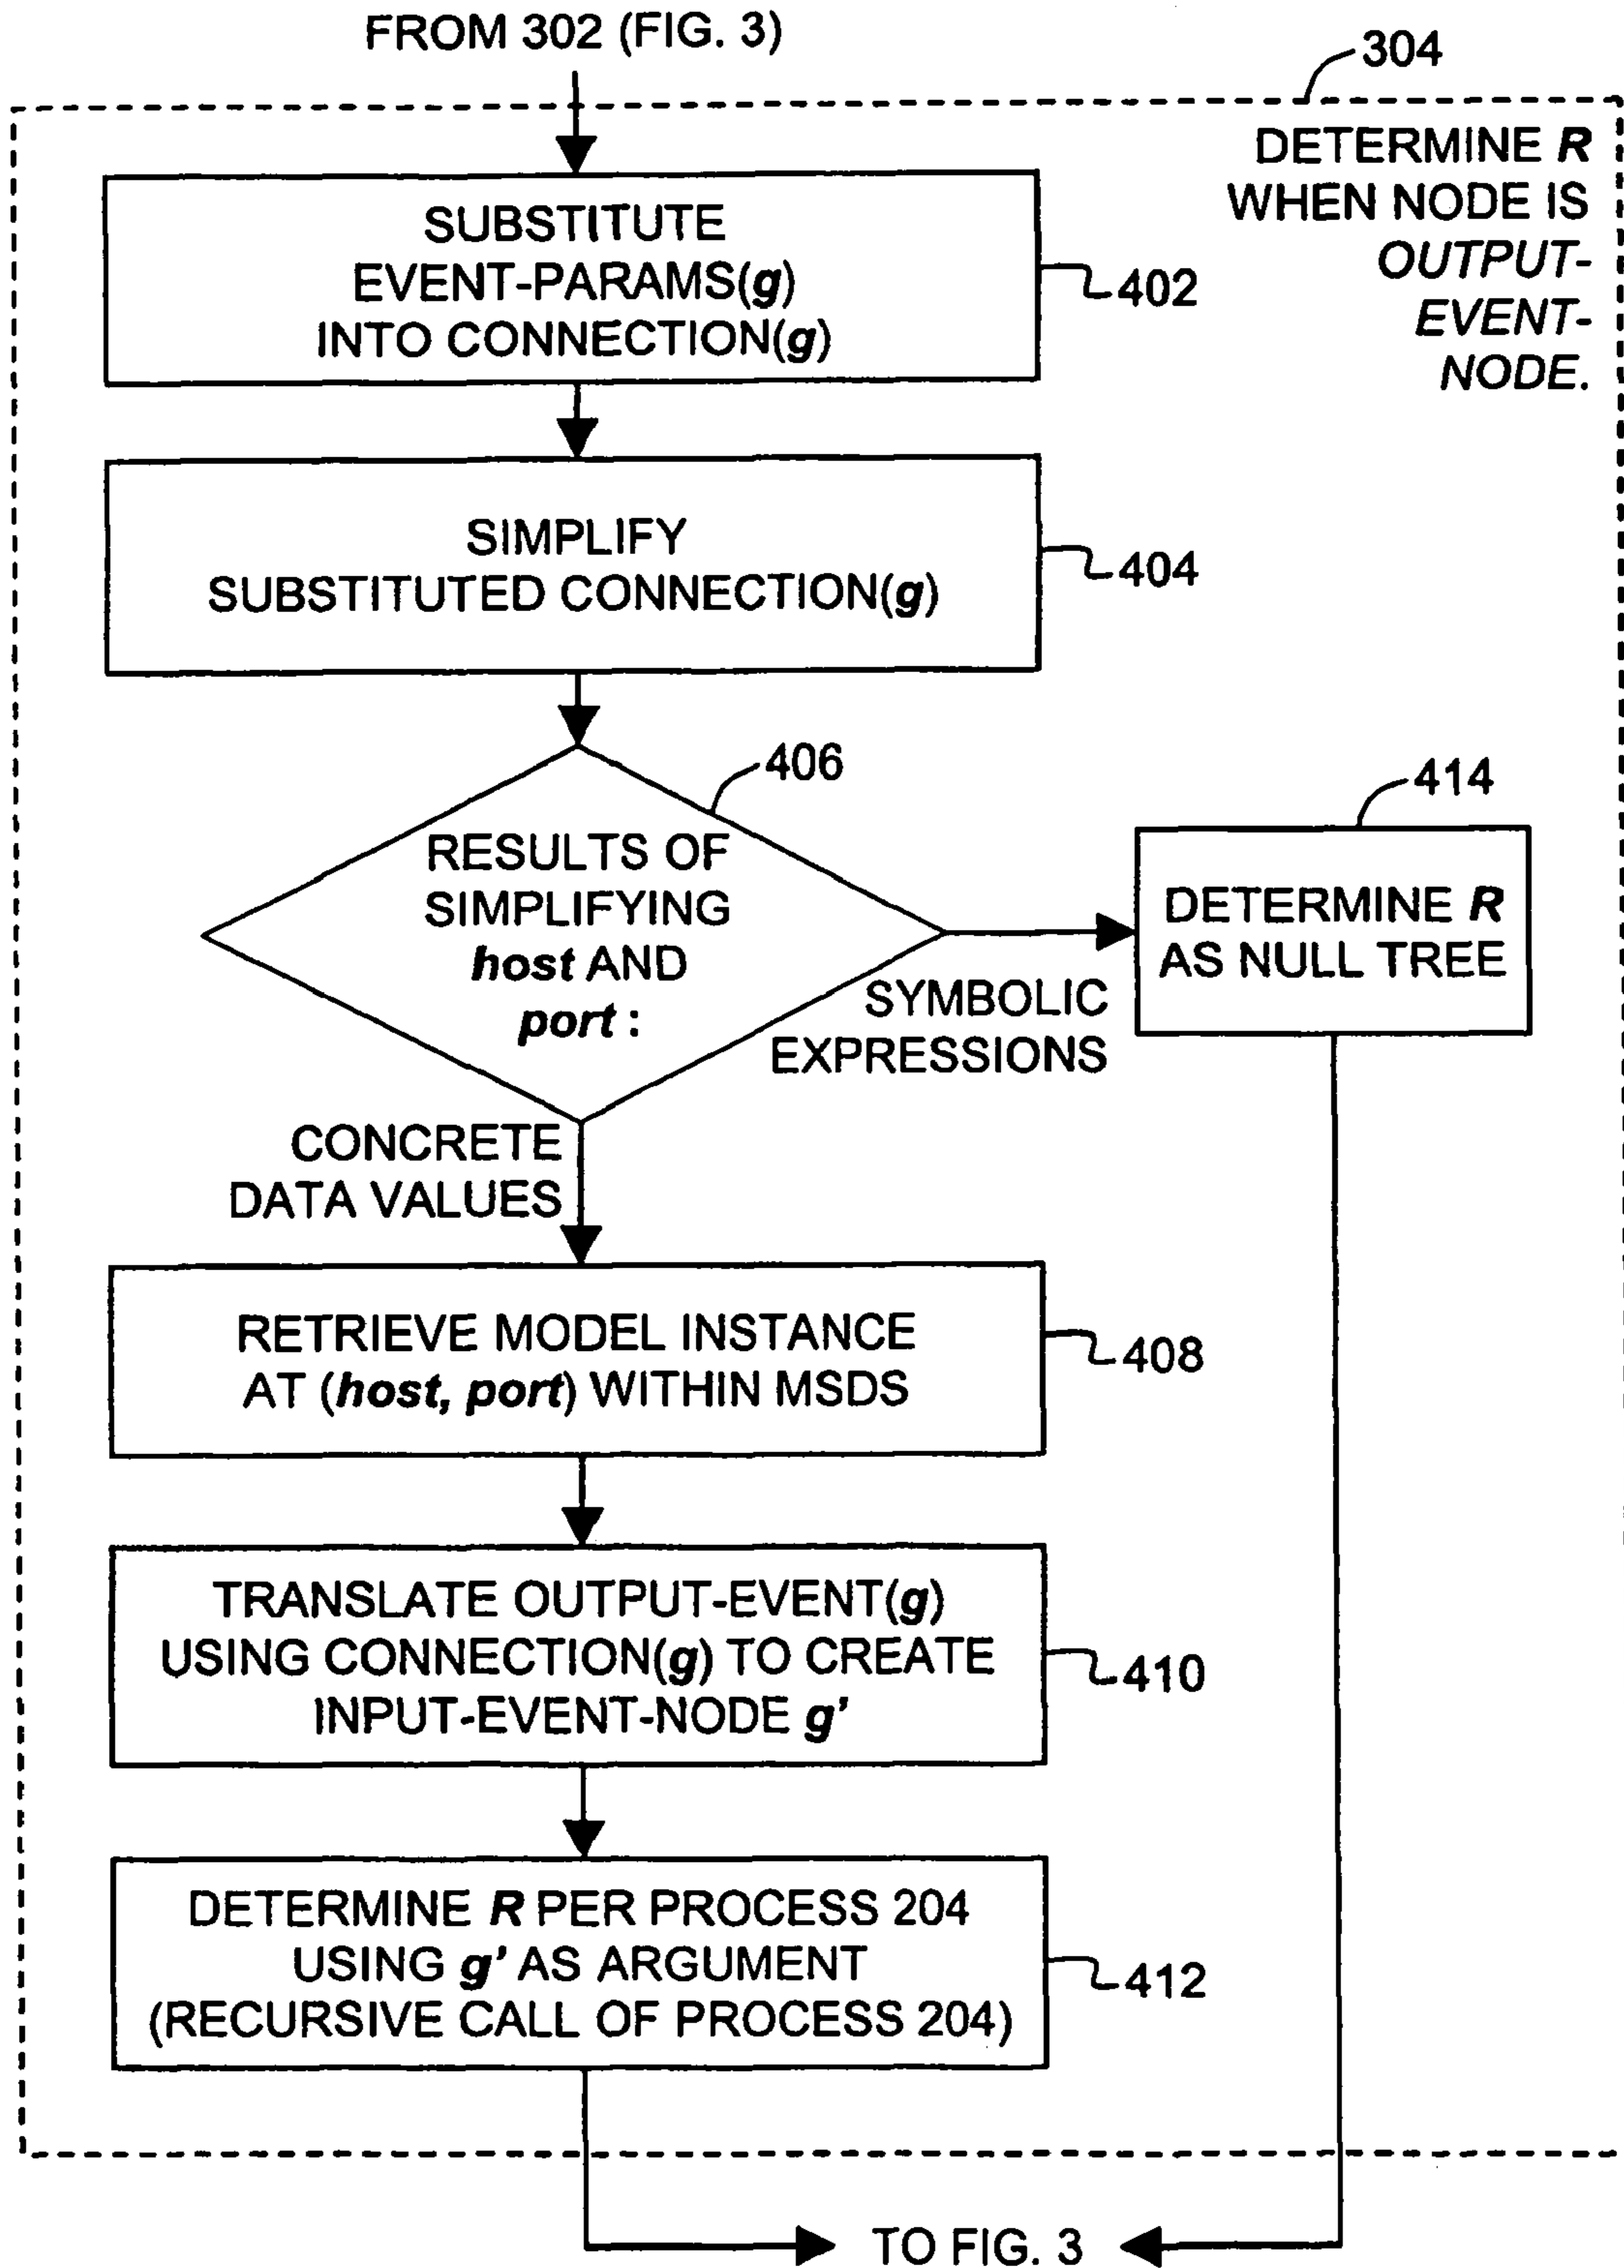 FROM 302 (FIG. 3)
304
DETERMINE R
WHEN NODE IS
OUTPUT-
EVENT-
NODE.
SUBSTITUTE
EVENT-PARAMS(g)
INTO CONNECTION(g)
402
SIMPLIFY
SUBSTITUTED CONNECTION(g)
404
406
RESULTS OF
SIMPLIFYING
host AND
port :
SYMBOLIC
EXPRESSIONS
414
DETERMINE R
AS NULL TREE
CONCRETE
DATA VALUES
RETRIEVE MODEL INSTANCE
AT (host, port) WITHIN MSDS
408
TRANSLATE OUTPUT-EVENT(g)
USING CONNECTION(g) TO CREATE
INPUT-EVENT-NODE g'
410
DETERMINE R PER PROCESS 204
USING g' AS ARGUMENT
(RECURSIVE CALL OF PROCESS 204)
412
TO FIG. 3